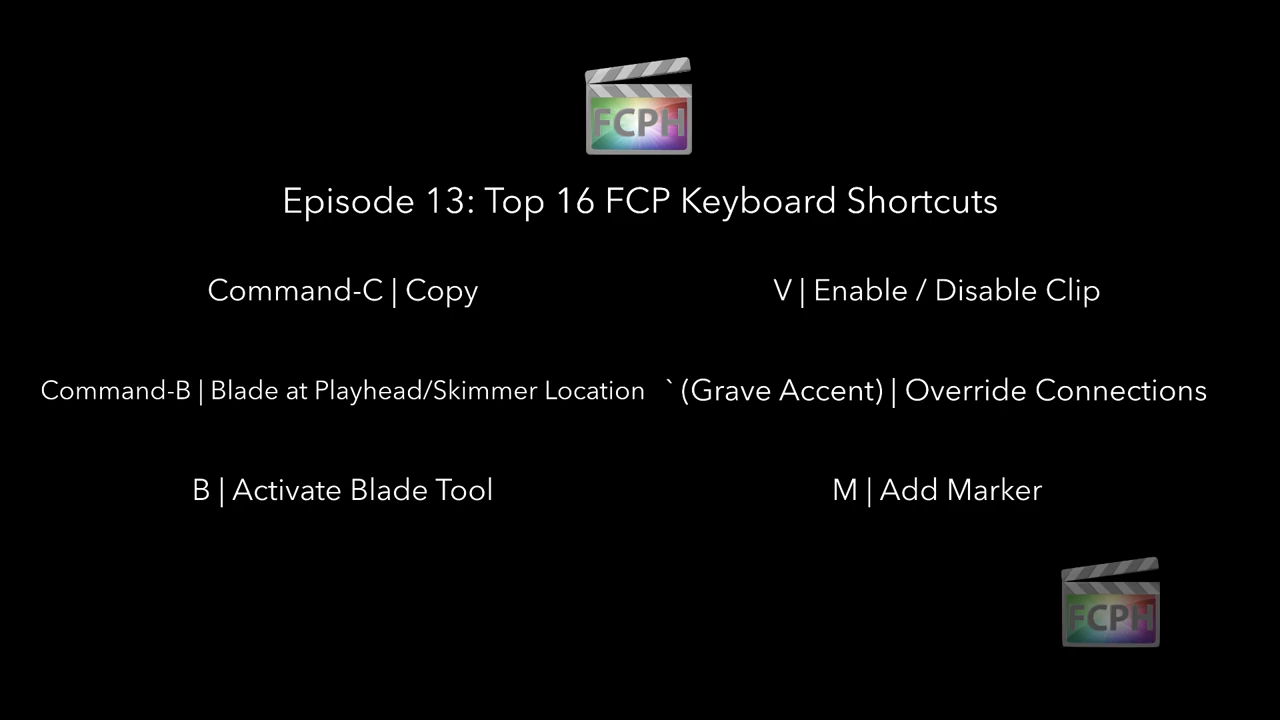 FCPH
Episode 13: Top 16 FCP Keyboard Shortcuts
Command-C | Copy
V | Enable / Disable Clip
Command-B | Blade at Playhead/Skimmer Location
` (Grave Accent) | Override Connections
B | Activate Blade Tool
M | Add Marker
FCPH